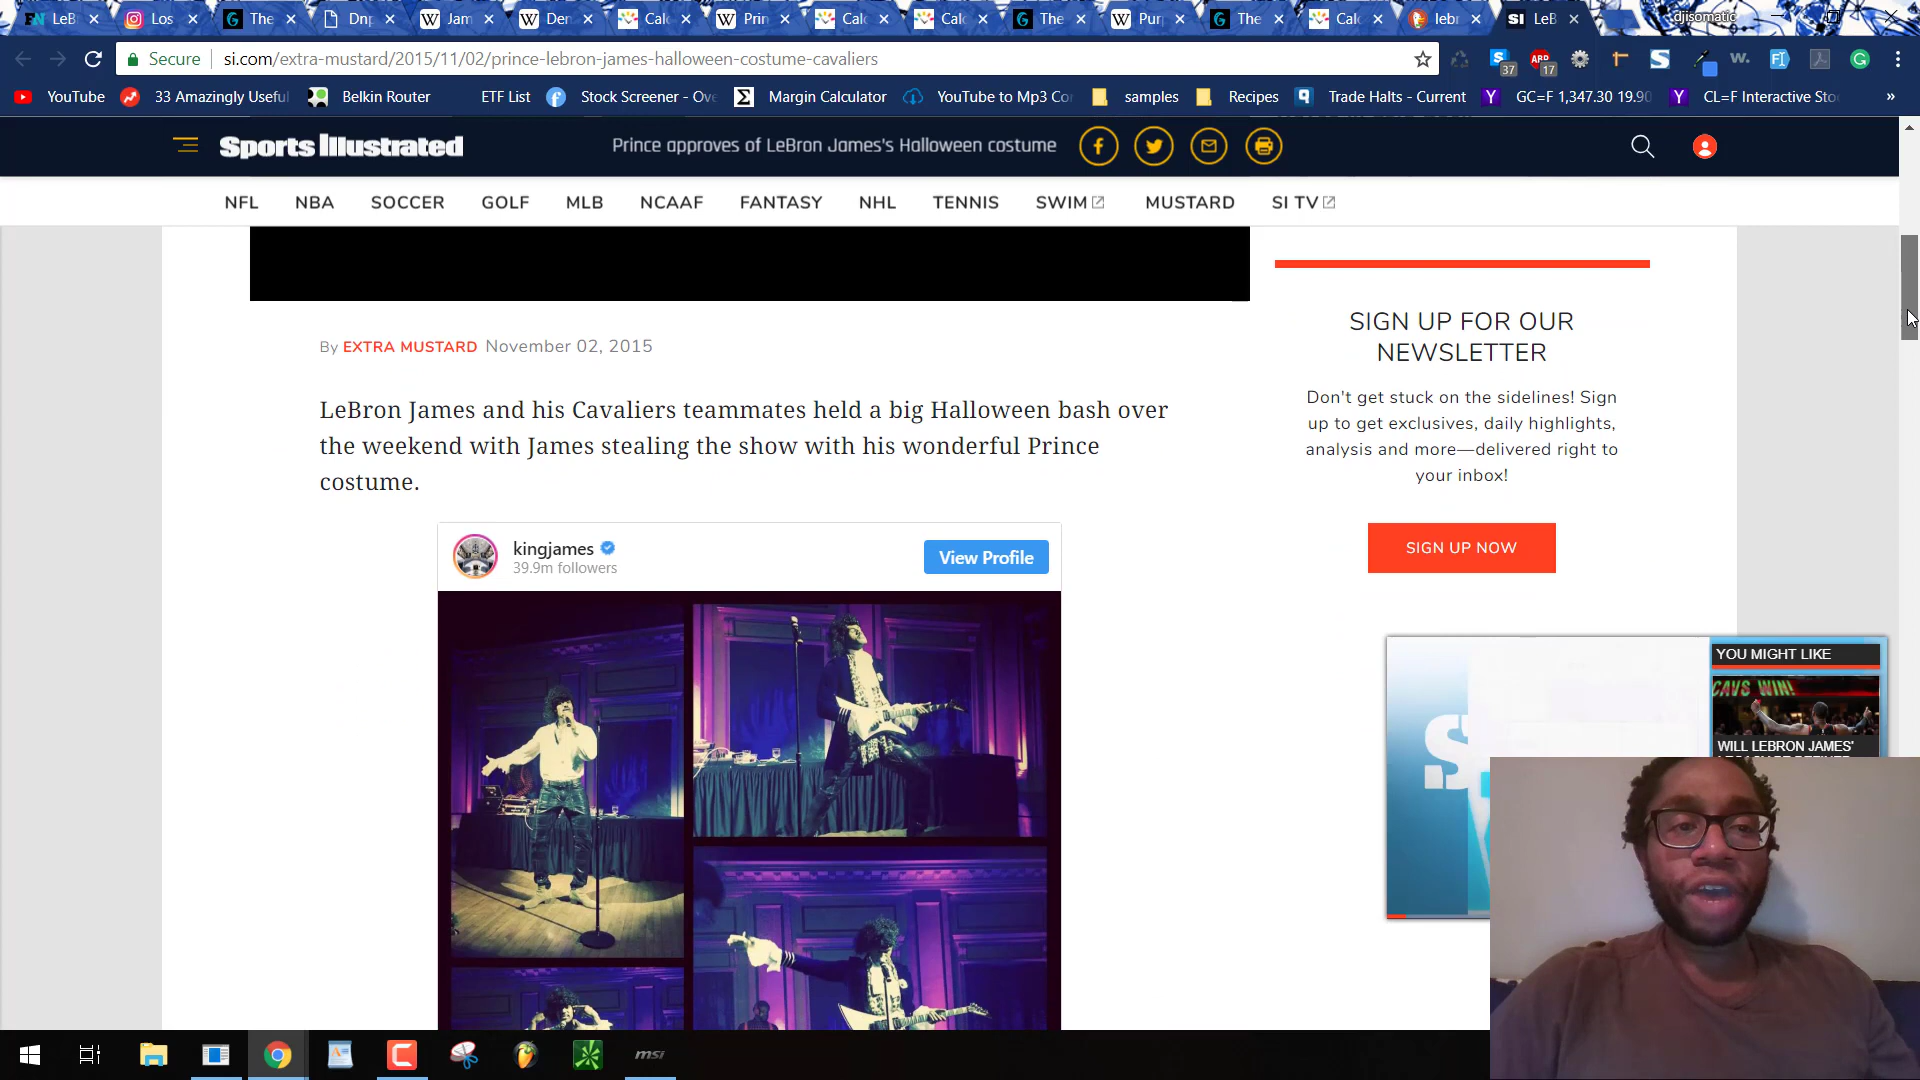 LeB
Los
The
Dnp
Jam
Den
Calc
Prin
Calc
Calc
The
Pur
The
Calc
lebr
SI LeB
djisomatic
Secure si.com/extra-mustard/2015/11/02/prince-lebron-james-halloween-costume-cavaliers
37
ABP 17
YouTube
33 Amazingly Useful
Belkin Router
ETF List
Stock Screener - Ove
Margin Calculator
YouTube to Mp3 Co
samples
Recipes
Trade Halts - Current
GC=F 1,347.30 19.90
CL=F Interactive Sto
Sports Illustrated
Prince approves of LeBron James's Halloween costume
NFL NBA SOCCER GOLF MLB NCAAF FANTASY NHL TENNIS SWIM MUSTARD SI TV
By EXTRA MUSTARD November 02, 2015
LeBron James and his Cavaliers teammates held a big Halloween bash over
the weekend with James stealing the show with his wonderful Prince
costume.
kingjames
39.9m followers
View Profile
SIGN UP FOR OUR
NEWSLETTER
Don't get stuck on the sidelines! Sign
up to get exclusives, daily highlights,
analysis and more—delivered right to
your inbox!
SIGN UP NOW
YOU MIGHT LIKE
CAVS WIN!
WILL LEBRON JAMES'
msi